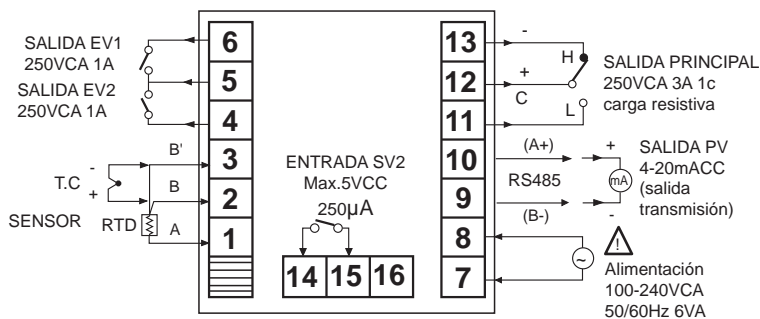 SALIDA EV1
250VCA 1A
SALIDA EV2
250VCA 1A
6
5
4
3
2
1
B'
B
A
-
T.C
+
SENSOR
RTD
ENTRADA SV2
Max.5VCC
250µA
14 15 16
13
12
11
10
9
8
7
-
H
+
C
L
SALIDA PRINCIPAL
250VCA 3A 1c
carga resistiva
(A+)
RS485
(B-)
+
mA
-
SALIDA PV
4-20mACC
(salida
transmisión)
~
!
Alimentación
100-240VCA
50/60Hz 6VA